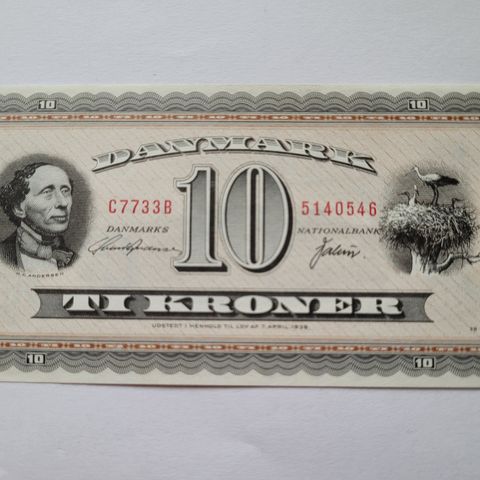 10 10
DANMARK
C7733B 10 5140546
DANMARKS NATIONALBANK
H.C. ANDERSEN
TI KRONER
UDSTEDT I HENHOLD TIL LOV AF 7. APRIL 1936
10 10